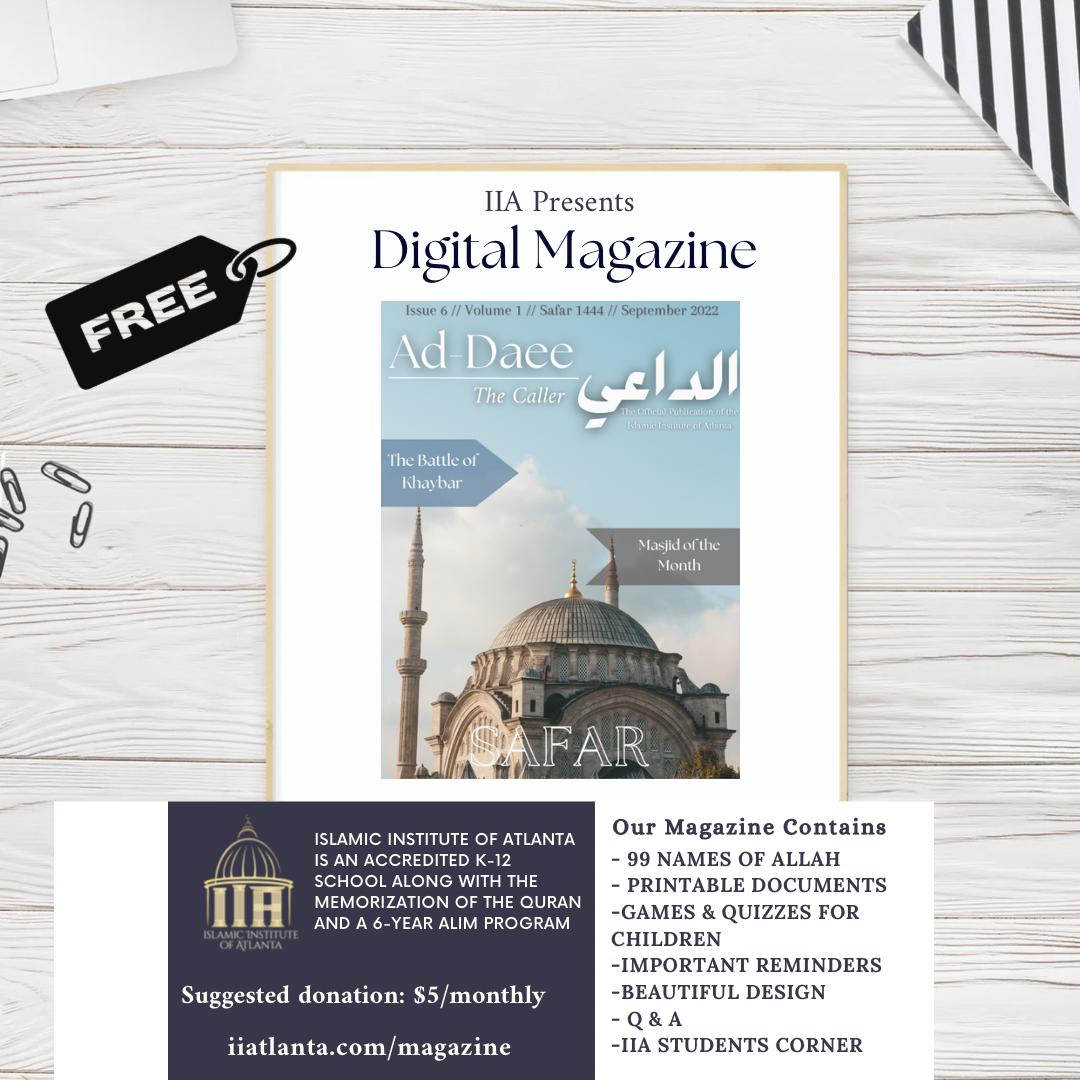 IIA Presents
Digital Magazine
FREE
Issue 6 // Volume 1 // Safar 1444 // September 2022
Ad-Daee
The Caller
الداعي
The Official Publication of the
Islamic Institute of Atlanta
The Battle of
Khaybar
Masjid of the
Month
SAFAR
IIA
ISLAMIC INSTITUTE
OF ATLANTA
ISLAMIC INSTITUTE OF ATLANTA
IS AN ACCREDITED K-12
SCHOOL ALONG WITH THE
MEMORIZATION OF THE QURAN
AND A 6-YEAR ALIM PROGRAM
Suggested donation: $5/monthly
iiatlanta.com/magazine
Our Magazine Contains
- 99 NAMES OF ALLAH
- PRINTABLE DOCUMENTS
-GAMES & QUIZZES FOR
CHILDREN
-IMPORTANT REMINDERS
-BEAUTIFUL DESIGN
- Q & A
-IIA STUDENTS CORNER